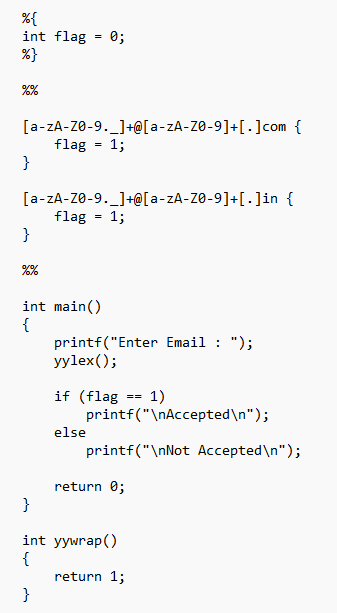 %{
int flag = 0;
%}

%%

[a-zA-Z0-9._]+@[a-zA-Z0-9]+[.]com {
    flag = 1;
}

[a-zA-Z0-9._]+@[a-zA-Z0-9]+[.]in {
    flag = 1;
}

%%

int main()
{
    printf("Enter Email : ");
    yylex();

    if (flag == 1)
        printf("\nAccepted\n");
    else
        printf("\nNot Accepted\n");

    return 0;
}

int yywrap()
{
    return 1;
}